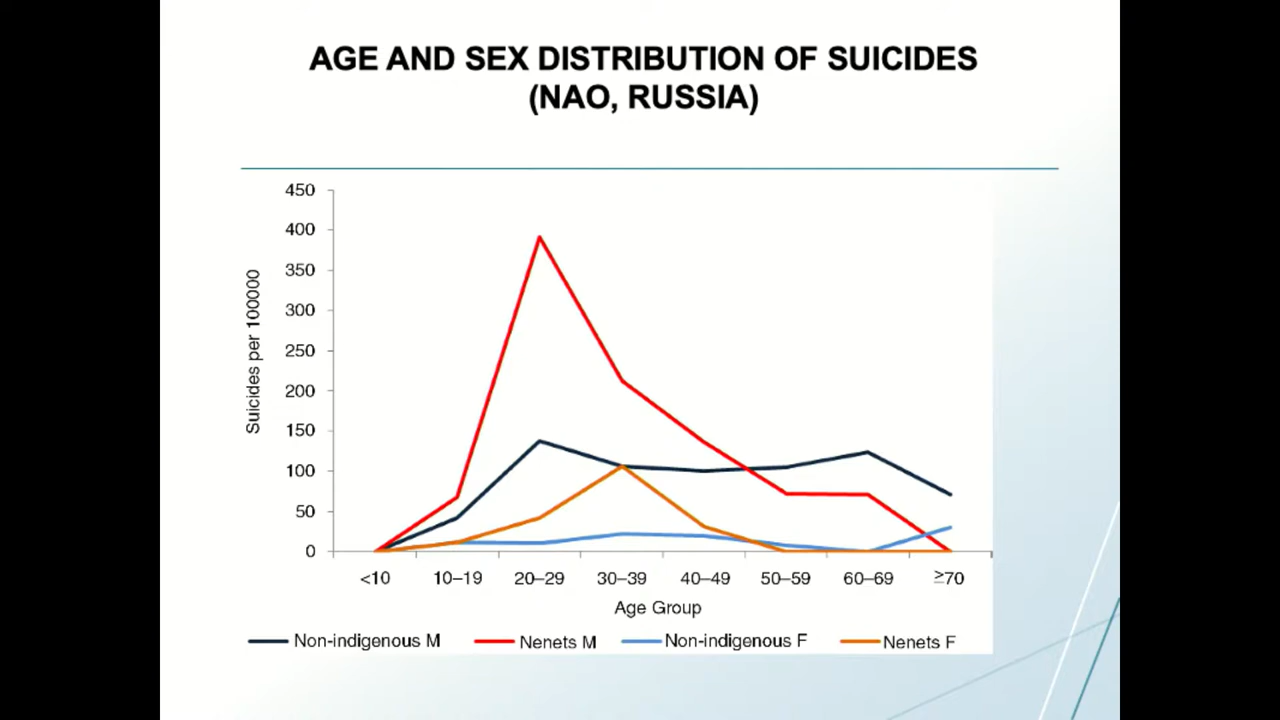 AGE AND SEX DISTRIBUTION OF SUICIDES
(NAO, RUSSIA)
450
400
350
300
250
200
150
100
50
0
Suicides per 100000
<10 10–19 20–29 30–39 40–49 50–59 60–69 ≥70
Age Group
Non-indigenous M Nenets M Non-indigenous F Nenets F